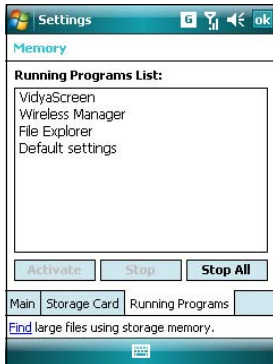 Settings G ok
Memory
Running Programs List:
VidyaScreen
Wireless Manager
File Explorer
Default settings
Activate Stop Stop All
Main Storage Card Running Programs
Find large files using storage memory.